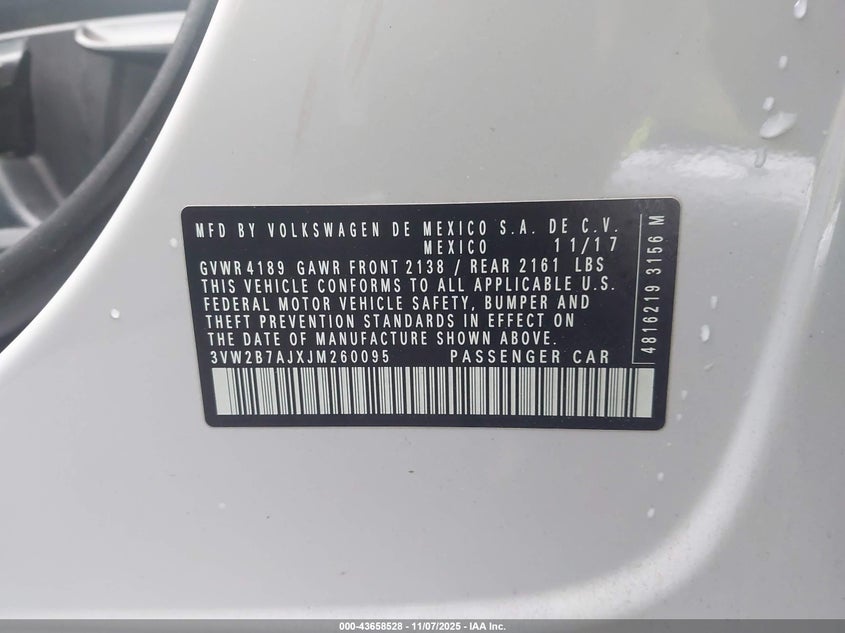 MFD BY VOLKSWAGEN DE MEXICO S.A. DE C.V.
MEXICO 11/17
GVWR 4189 GAWR FRONT 2138 / REAR 2161 LBS
THIS VEHICLE CONFORMS TO ALL APPLICABLE U.S.
FEDERAL MOTOR VEHICLE SAFETY, BUMPER AND
THEFT PREVENTION STANDARDS IN EFFECT ON
THE DATE OF MANUFACTURE SHOWN ABOVE.
3VW2B7AJXJM260095 PASSENGER CAR
4816219 3156 M
000-43658528 | 11/07/2025 - IAA Inc.